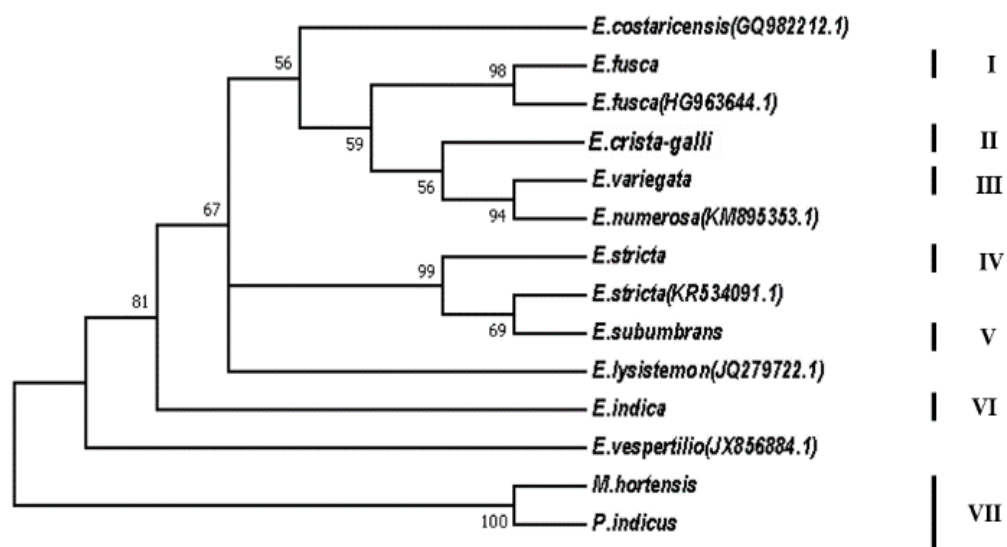 E.costaricensis(GQ982212.1)
56
98
E.fusca
I
E.fusca(HG963644.1)
59
E.crista-galli
II
56
E.variegata
III
94
E.numerosa(KM895353.1)
67
E.stricta
IV
99
E.stricta(KR534091.1)
81
69
E.subumbrans
V
E.lysistemon(JQ279722.1)
E.indica
VI
E.vespertilio(JX856884.1)
M.hortensis
VII
100
P.indicus